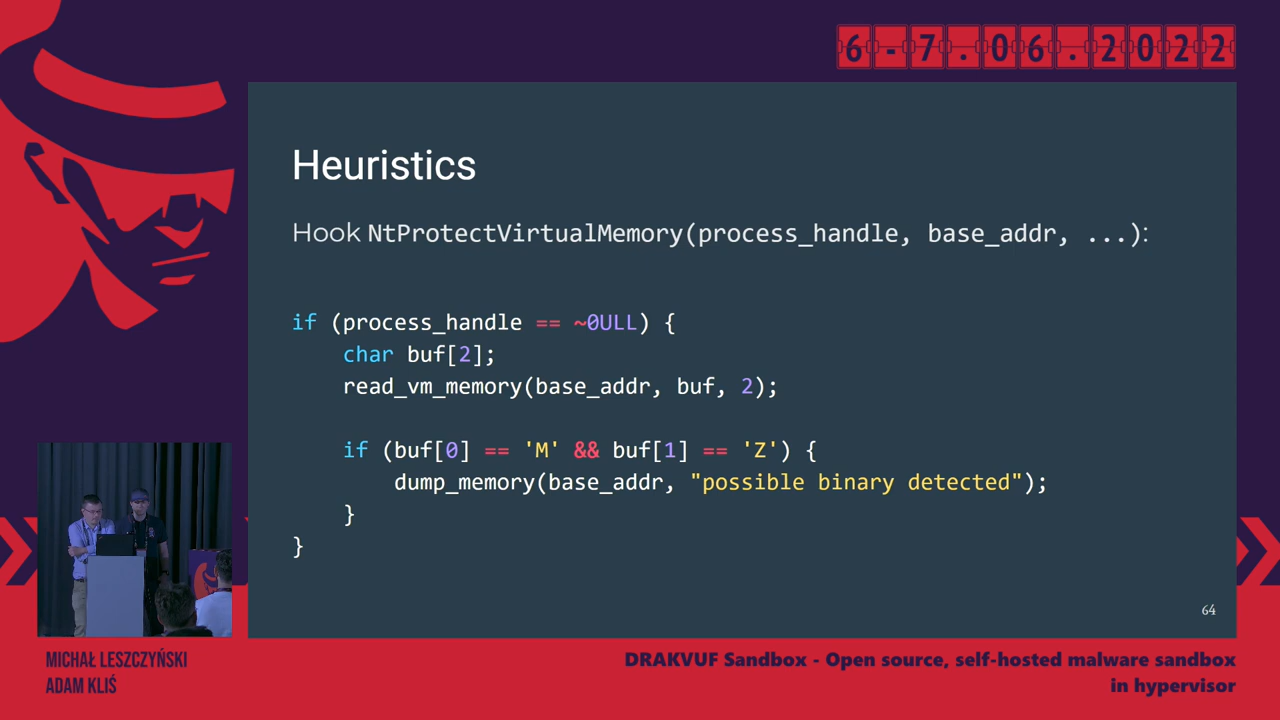 6-7.06.2022
Heuristics
Hook NtProtectVirtualMemory(process_handle, base_addr, ...):
if (process_handle == ~0ULL) {
char buf[2];
read_vm_memory(base_addr, buf, 2);
if (buf[0] == 'M' && buf[1] == 'Z') {
dump_memory(base_addr, "possible binary detected");
}
}
64
MICHAŁ LESZCZYŃSKI
ADAM KLIŚ
DRAKVUF Sandbox - Open source, self-hosted malware sandbox
in hypervisor